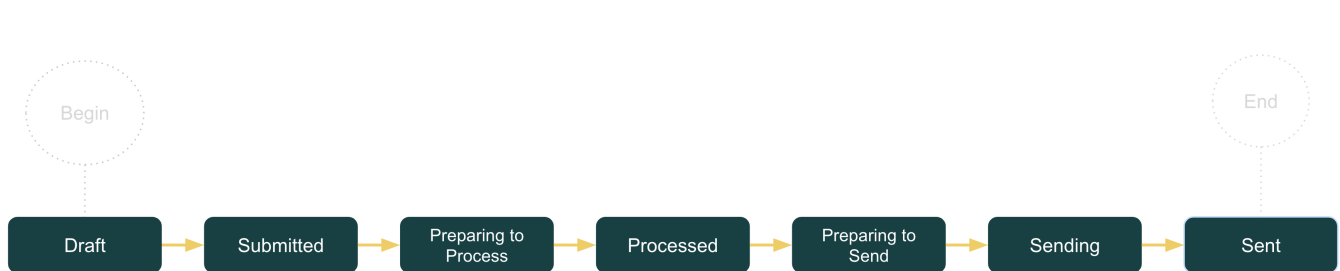 Begin
End
Draft
Submitted
Preparing to
Process
Processed
Preparing to
Send
Sending
Sent